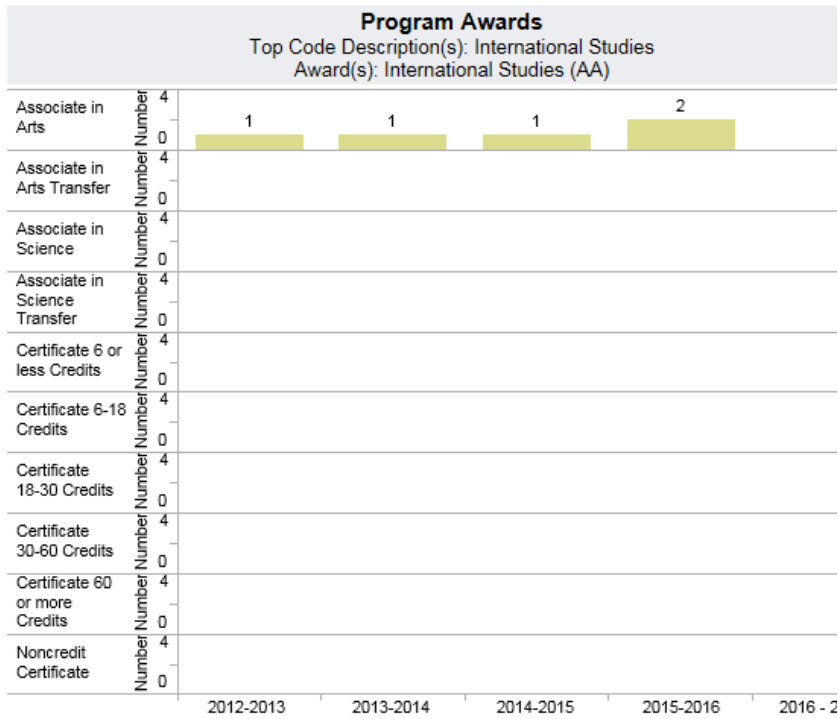 Program Awards
Top Code Description(s): International Studies
Award(s): International Studies (AA)
Associate in
Arts
Number
4
0
1
1
1
2
Associate in
Arts Transfer
Number
4
0
Associate in
Science
Number
4
0
Associate in
Science
Transfer
Number
4
0
Certificate 6 or
less Credits
Number
4
0
Certificate 6-18
Credits
Number
4
0
Certificate
18-30 Credits
Number
4
0
Certificate
30-60 Credits
Number
4
0
Certificate 60
or more
Credits
Number
4
0
Noncredit
Certificate
Number
4
0
2012-2013
2013-2014
2014-2015
2015-2016
2016 - 2